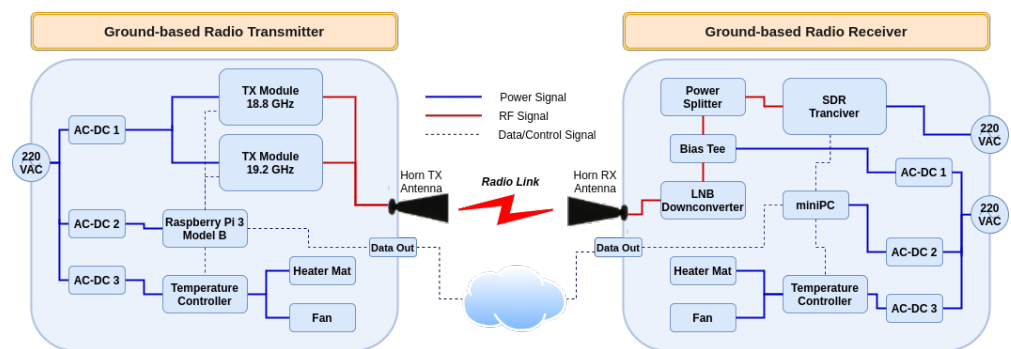 Ground-based Radio Transmitter
Ground-based Radio Receiver
220
VAC
AC-DC 1
AC-DC 2
AC-DC 3
TX Module
18.8 GHz
TX Module
19.2 GHz
Raspberry Pi 3
Model B
Temperature
Controller
Heater Mat
Fan
Horn TX
Antenna
Data Out
Power Signal
RF Signal
Data/Control Signal
Radio Link
Horn RX
Antenna
Data Out
Power
Splitter
Bias Tee
LNB
Downconverter
SDR
Tranciver
miniPC
Heater Mat
Fan
Temperature
Controller
AC-DC 1
AC-DC 2
AC-DC 3
220
VAC
220
VAC